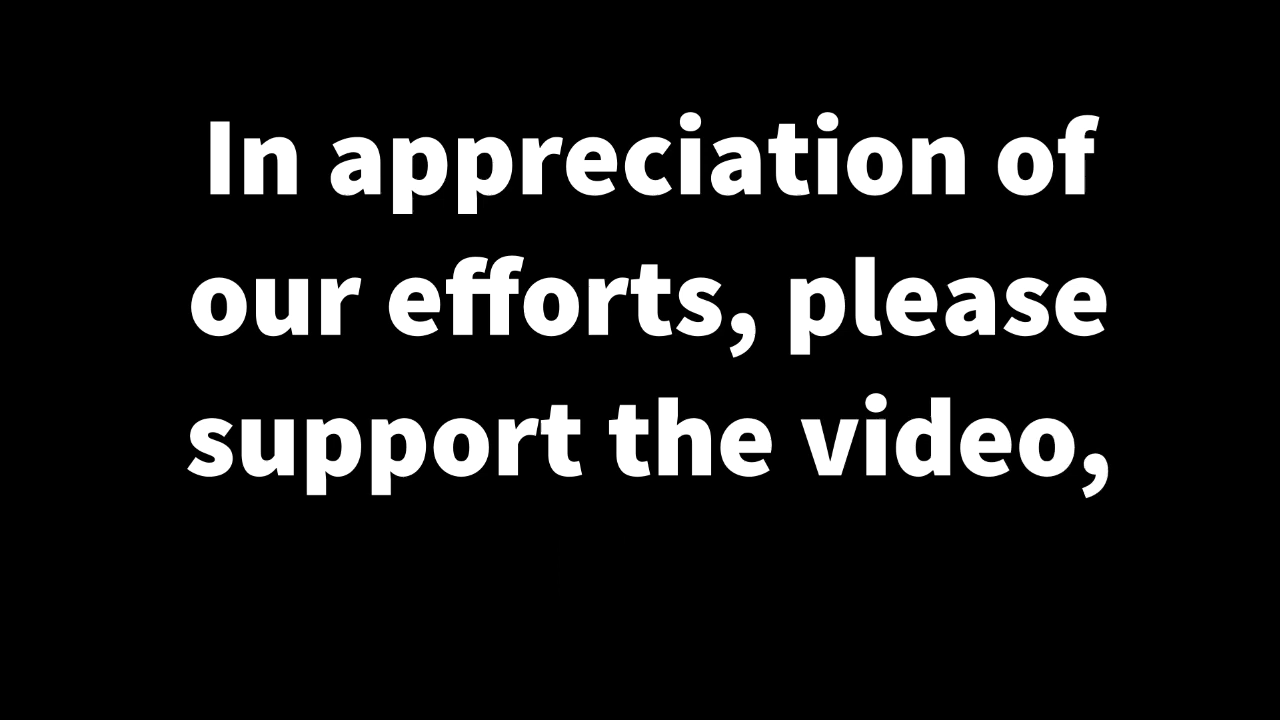 In appreciation of
our efforts, please
support the video,